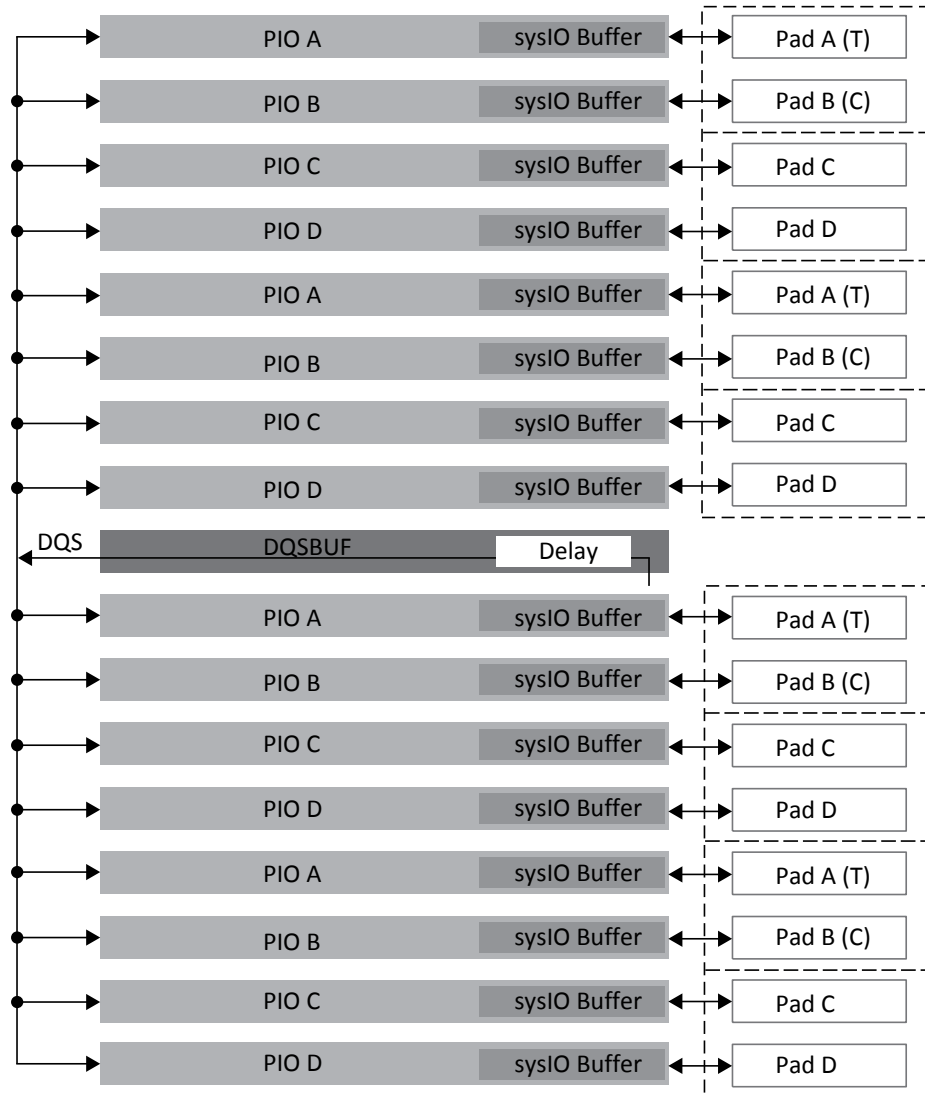 PIO A sysIO Buffer Pad A (T)
PIO B sysIO Buffer Pad B (C)
PIO C sysIO Buffer Pad C
PIO D sysIO Buffer Pad D
PIO A sysIO Buffer Pad A (T)
PIO B sysIO Buffer Pad B (C)
PIO C sysIO Buffer Pad C
PIO D sysIO Buffer Pad D
DQS DQSBUF Delay
PIO A sysIO Buffer Pad A (T)
PIO B sysIO Buffer Pad B (C)
PIO C sysIO Buffer Pad C
PIO D sysIO Buffer Pad D
PIO A sysIO Buffer Pad A (T)
PIO B sysIO Buffer Pad B (C)
PIO C sysIO Buffer Pad C
PIO D sysIO Buffer Pad D